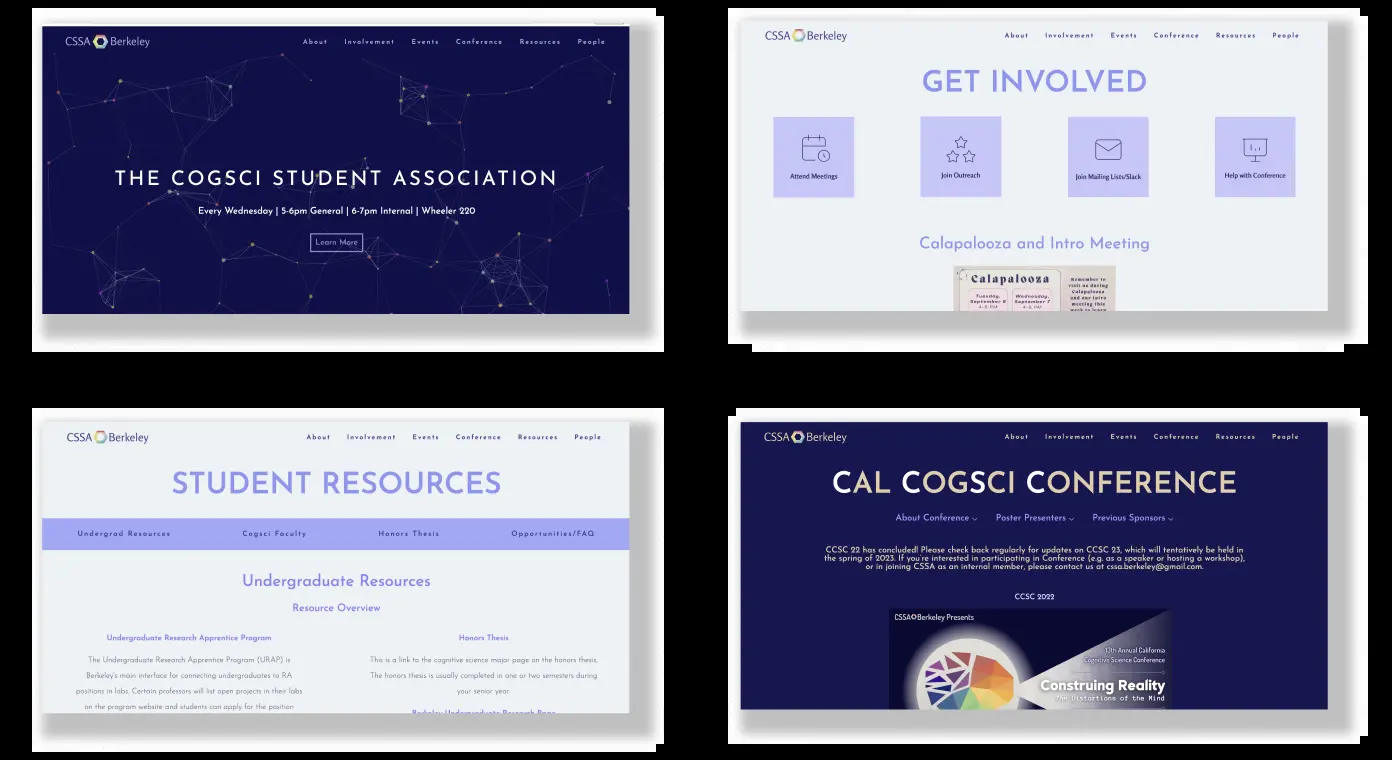 CSSA Berkeley
About Involvement Events Conference Resources People
THE COGSCI STUDENT ASSOCIATION
Every Wednesday | 5-6pm General | 6-7pm Internal | Wheeler 220
Learn More
CSSA Berkeley
About Involvement Events Conference Resources People
GET INVOLVED
Attend Meetings
Join Outreach
Join Mailing Lists/Slack
Help with Conference
Calapalooza and Intro Meeting
Calapalooza
Tuesday, September 6
Wednesday, September 7
Remember to
visit us during
Calapalooza
and our intro
meeting this
week to learn
CSSA Berkeley
About Involvement Events Conference Resources People
STUDENT RESOURCES
Undergrad Resources Cogsci Faculty Honors Thesis Opportunities/FAQ
Undergraduate Resources
Resource Overview
Undergraduate Research Apprentice Program
The Undergraduate Research Apprentice Program (URAP) is
Berkeley's main interface for connecting undergraduates to RA
positions in labs. Certain professors will list open projects in their labs
on the program website and students can apply for the position
Honors Thesis
This is a link to the cognitive science major page on the honors thesis.
The honors thesis is usually completed in one or two semesters during
your senior year.
Berkeley Undergraduate Research Page
CSSA Berkeley
About Involvement Events Conference Resources People
CAL COGSCI CONFERENCE
About Conference Poster Presenters Previous Sponsors
CCSC 22 has concluded! Please check back regularly for updates on CCSC 23, which will tentatively be held in
the spring of 2023. If you're interested in participating in Conference (e.g. as a speaker or hosting a workshop),
or in joining CSSA as an internal member, please contact us at cssa.berkeley@gmail.com.
CCSC 2022
CSSA Berkeley Presents
13th Annual California
Cognitive Science Conference
Construing Reality
The Distortions of the Mind